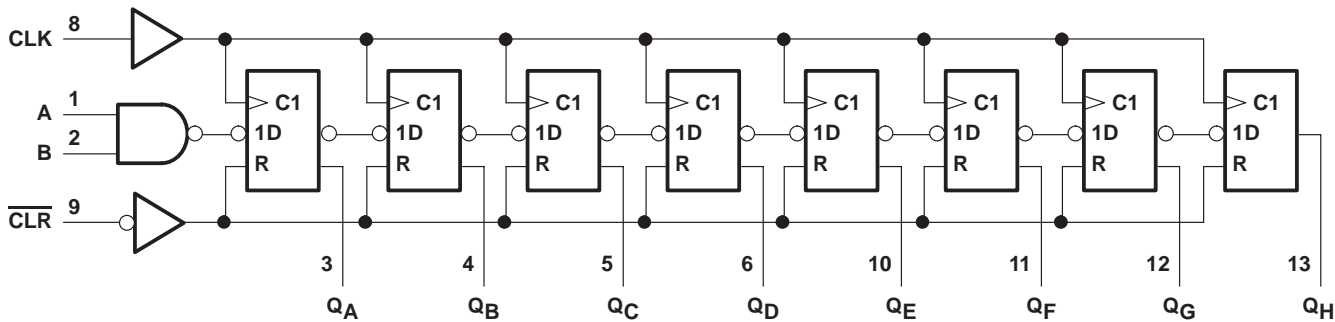 CLK 8
C1 C1 C1 C1 C1 C1 C1 C1
A 1
1D 1D 1D 1D 1D 1D 1D 1D
B 2
R R R R R R R R
CLR 9
3 4 5 6 10 11 12 13
QA QB QC QD QE QF QG QH